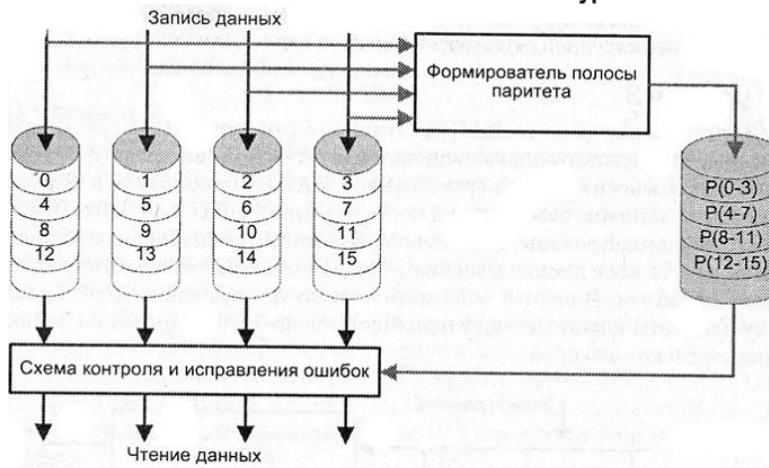 Запись данных
Формирователь полосы
паритета
0 1 2 3
4 5 6 7
8 9 10 11
12 13 14 15
P(0-3)
P(4-7)
P(8-11)
P(12-15)
Схема контроля и исправления ошибок
Чтение данных